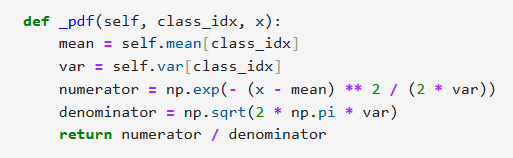 def _pdf(self, class_idx, x):
    mean = self.mean[class_idx]
    var = self.var[class_idx]
    numerator = np.exp(- (x - mean) ** 2 / (2 * var))
    denominator = np.sqrt(2 * np.pi * var)
    return numerator / denominator